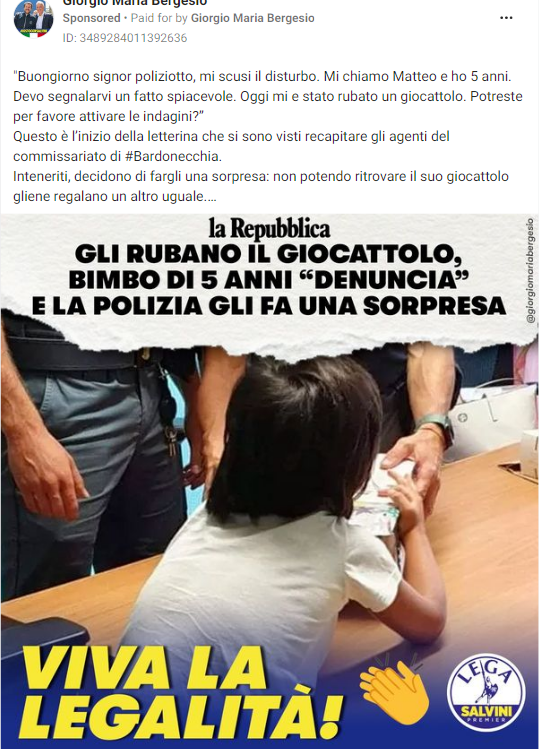 Giorgio Maria Bergesio
Sponsored • Paid for by Giorgio Maria Bergesio
ID: 3489284011392636
"Buongiorno signor poliziotto, mi scusi il disturbo. Mi chiamo Matteo e ho 5 anni.
Devo segnalarvi un fatto spiacevole. Oggi mi e stato rubato un giocattolo. Potreste
per favore attivare le indagini?”
Questo è l’inizio della letterina che si sono visti recapitare gli agenti del
commissariato di #Bardonecchia.
Inteneriti, decidono di fargli una sorpresa: non potendo ritrovare il suo giocattolo
gliene regalano un altro uguale....
la Repubblica
GLI RUBANO IL GIOCATTOLO,
BIMBO DI 5 ANNI “DENUNCIA”
E LA POLIZIA GLI FA UNA SORPRESA
@giorgiomariabergesio
VIVA LA
LEGALITÀ!
LEGA
SALVINI
PREMIER